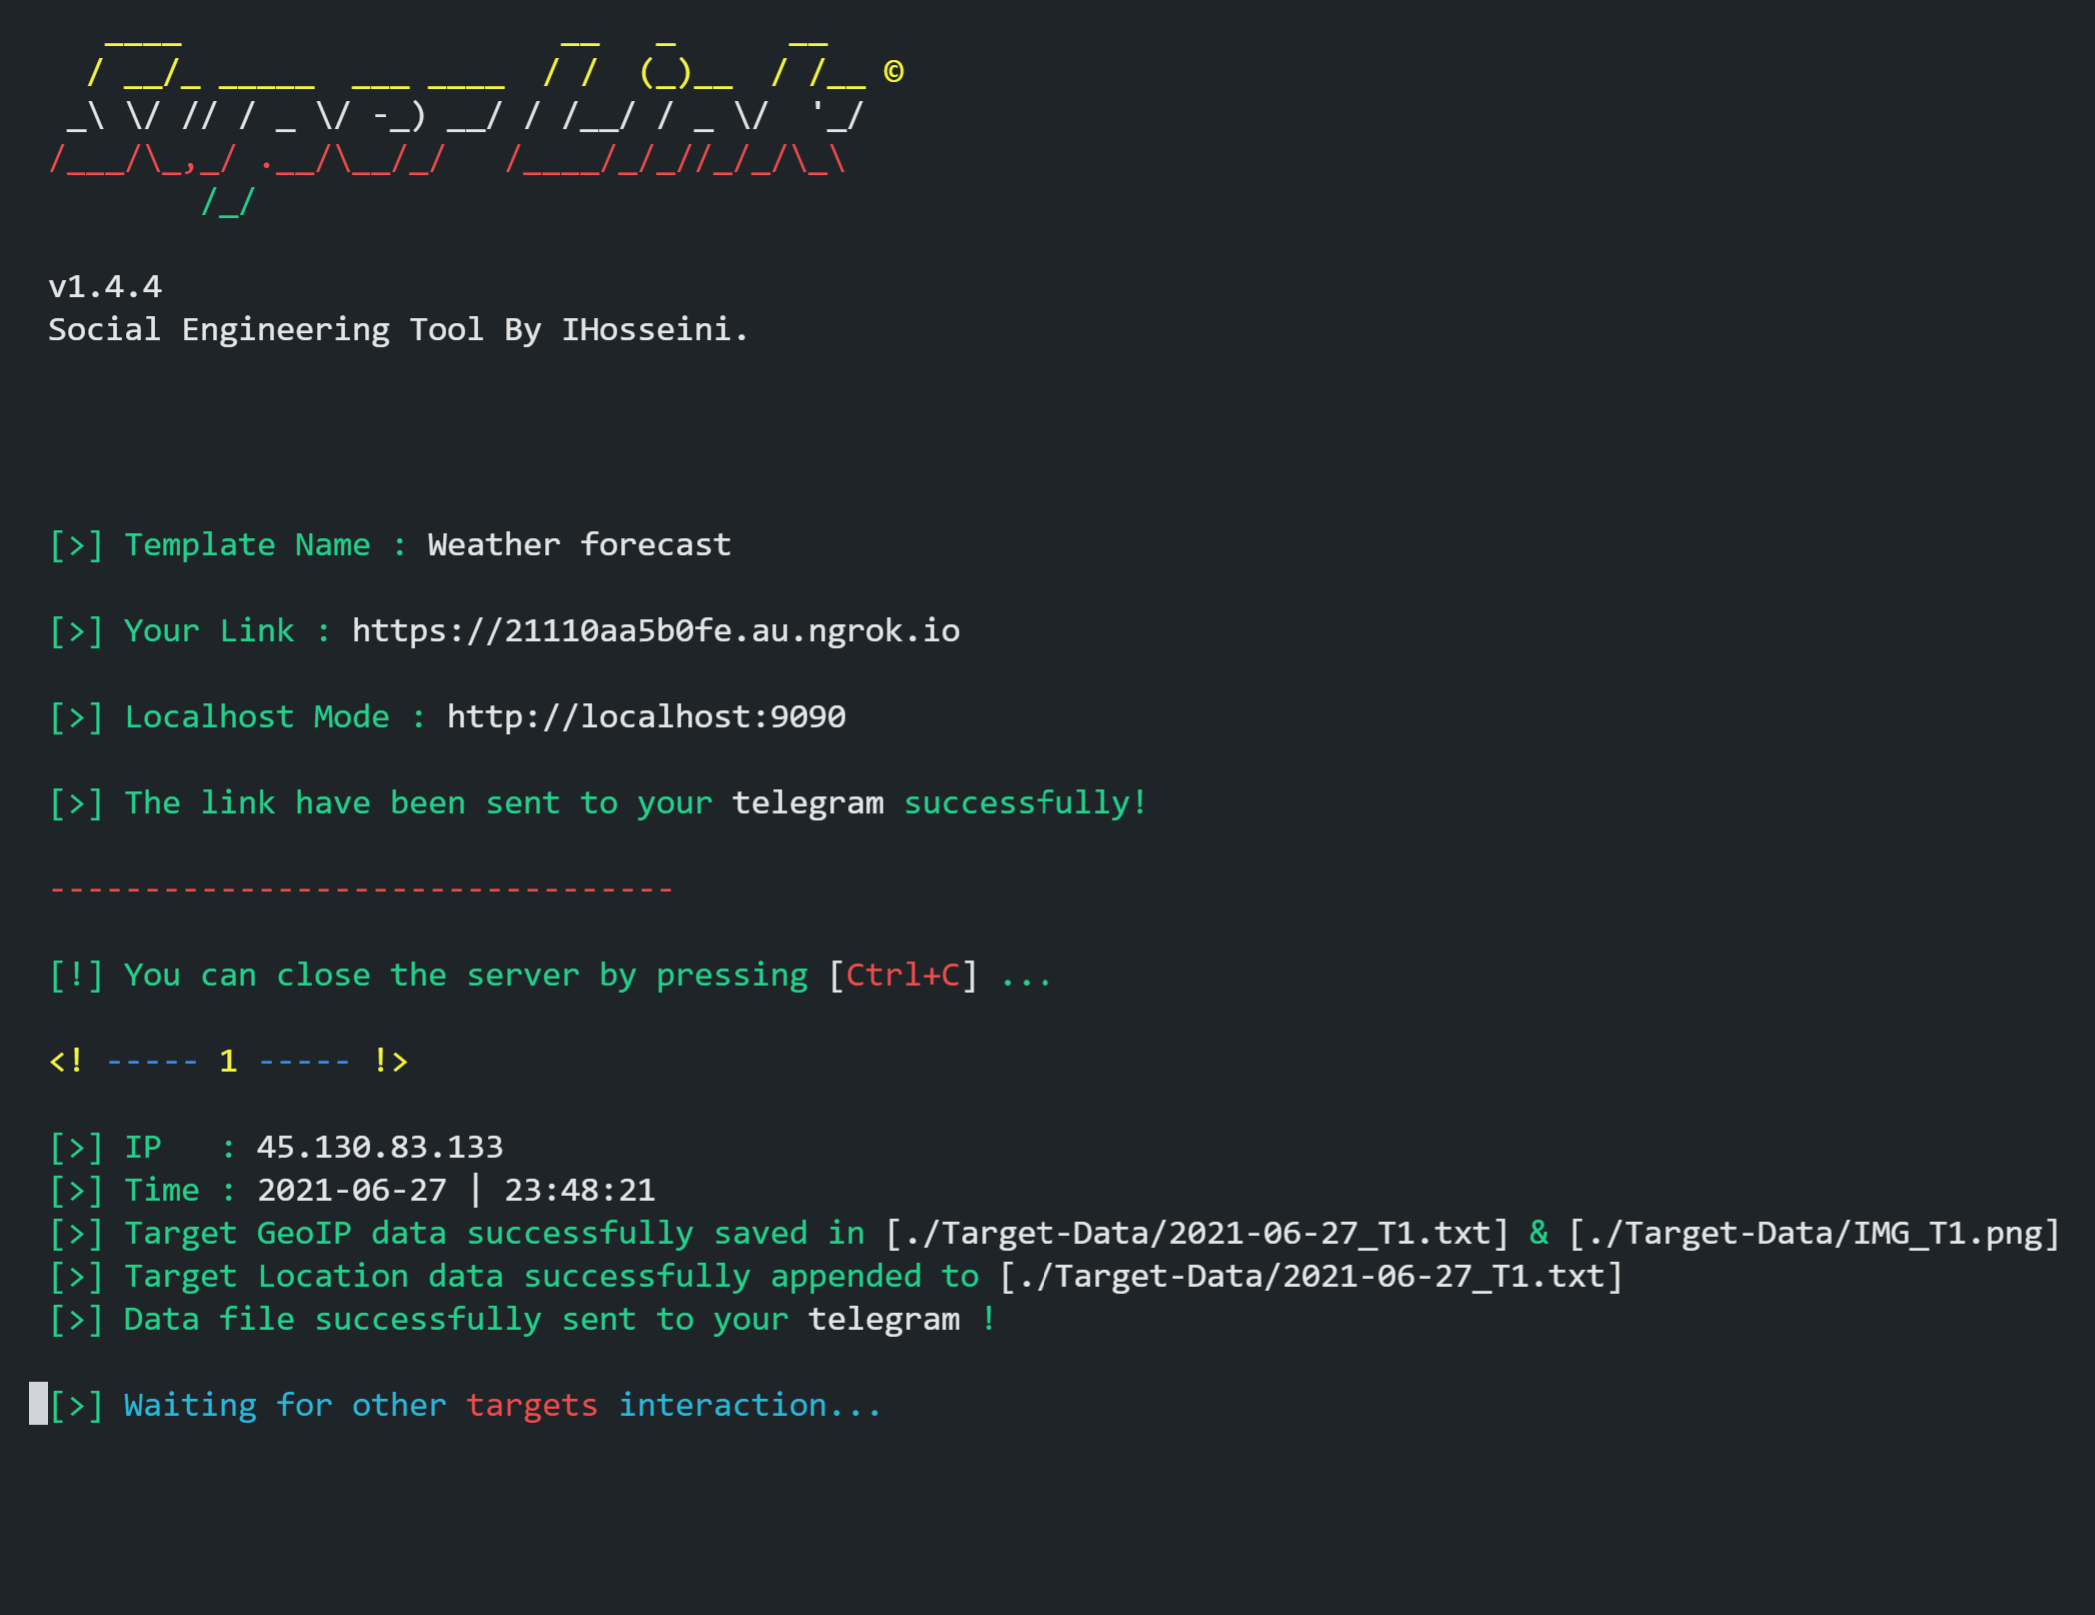 ____                    __   _      __
   / __/_ _____  ___ ____  / /  (_)__  / /__ ©
  _\ \/ // / _ \/ -_) __/ / /__/ / _ \/  '_/
 /___/\_,_/ .__/\__/_/   /____/_/_//_/_/\_\
         /_/
v1.4.4
Social Engineering Tool By IHosseini.
[>] Template Name : Weather forecast
[>] Your Link : https://21110aa5b0fe.au.ngrok.io
[>] Localhost Mode : http://localhost:9090
[>] The link have been sent to your telegram successfully!
---------------------------------
[!] You can close the server by pressing [Ctrl+C] ...
<! ----- 1 ----- !>
[>] IP   : 45.130.83.133
[>] Time : 2021-06-27 | 23:48:21
[>] Target GeoIP data successfully saved in [./Target-Data/2021-06-27_T1.txt] & [./Target-Data/IMG_T1.png]
[>] Target Location data successfully appended to [./Target-Data/2021-06-27_T1.txt]
[>] Data file successfully sent to your telegram !
[>] Waiting for other targets interaction...